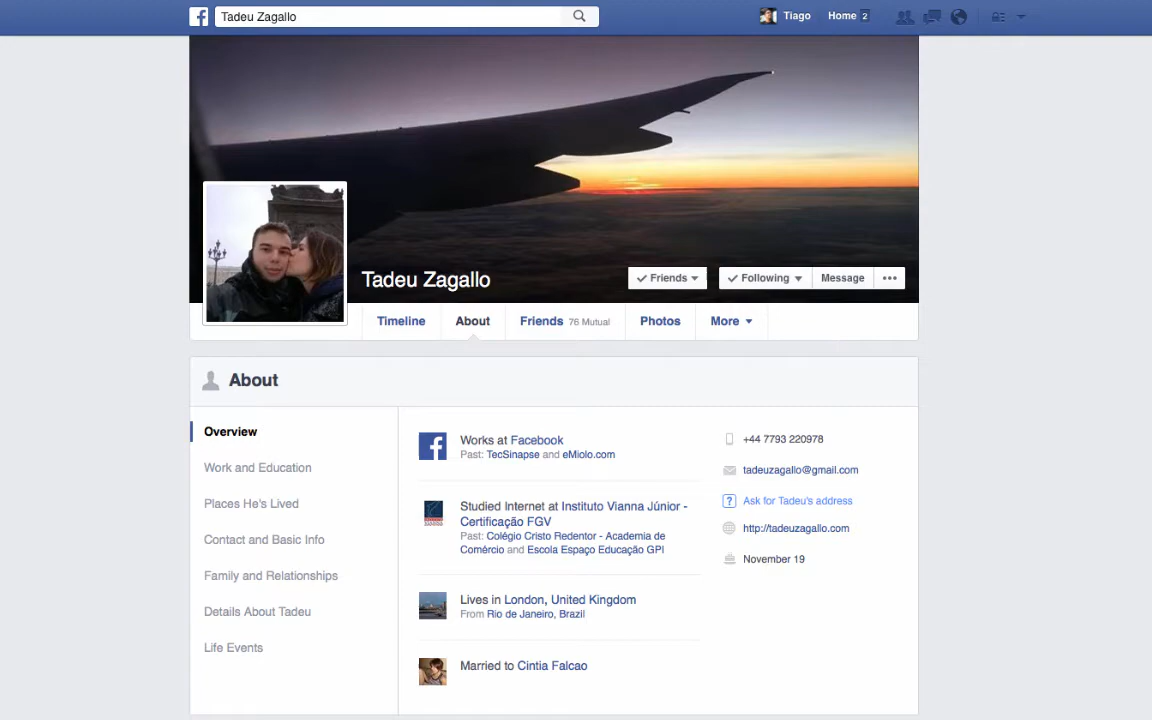 Tadeu Zagallo
Tiago
Home 2
Tadeu Zagallo
Friends
Following
Message
Timeline
About
Friends 76 Mutual
Photos
More
About
Overview
Work and Education
Places He's Lived
Contact and Basic Info
Family and Relationships
Details About Tadeu
Life Events
Works at Facebook
Past: TecSinapse and eMiolo.com
Studied Internet at Instituto Vianna Júnior -
Certificação FGV
Past: Colégio Cristo Redentor - Academia de
Comércio and Escola Espaço Educação GPI
Lives in London, United Kingdom
From Rio de Janeiro, Brazil
Married to Cintia Falcao
+44 7793 220978
tadeuzagallo@gmail.com
Ask for Tadeu's address
http://tadeuzagallo.com
November 19